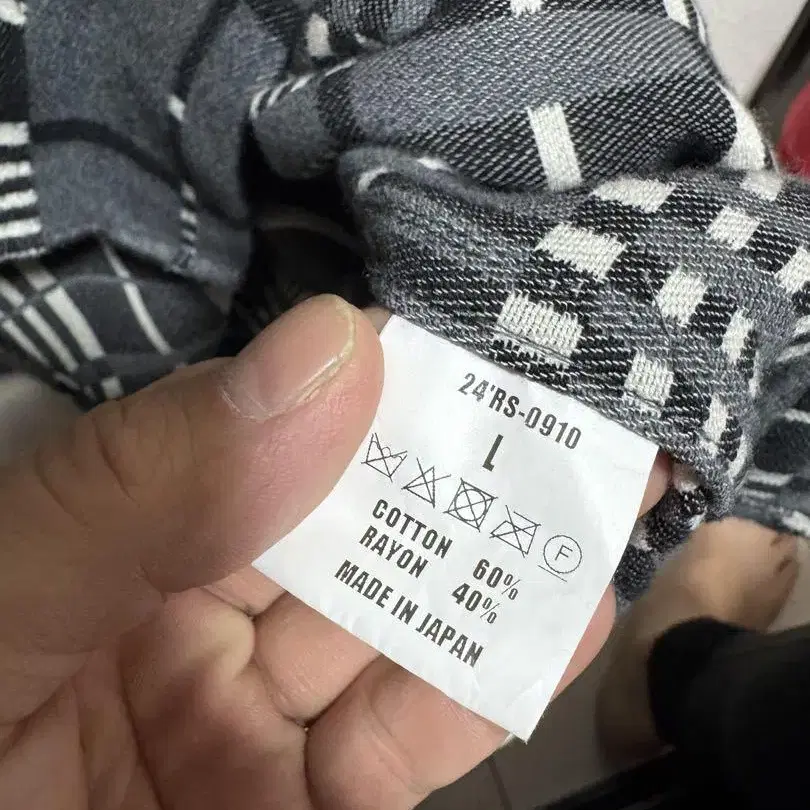 24'RS-0910
L
F
COTTON 60%
RAYON 40%
MADE IN JAPAN